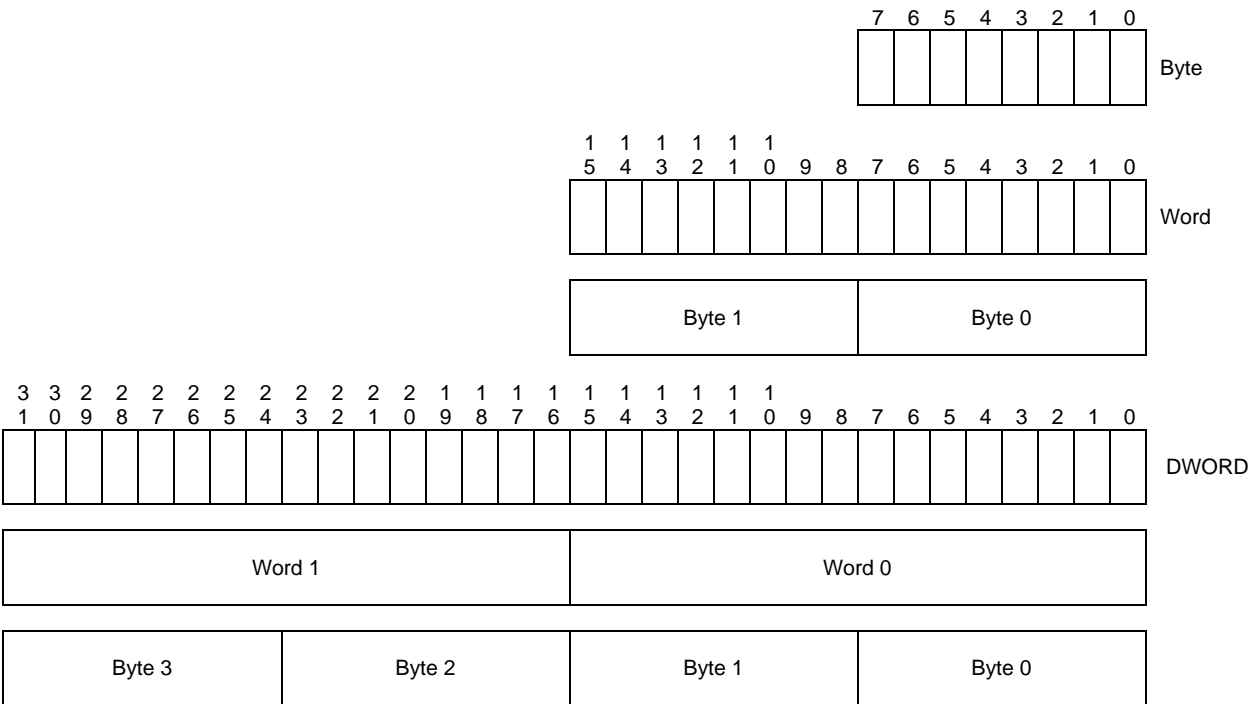 7 6 5 4 3 2 1 0
Byte
1 1 1 1 1 1
5 4 3 2 1 0 9 8 7 6 5 4 3 2 1 0
Word
Byte 1 Byte 0
3 3 2 2 2 2 2 2 2 2 2 2 1 1 1 1 1 1 1 1 1 1
1 0 9 8 7 6 5 4 3 2 1 0 9 8 7 6 5 4 3 2 1 0 9 8 7 6 5 4 3 2 1 0
DWORD
Word 1 Word 0
Byte 3 Byte 2 Byte 1 Byte 0